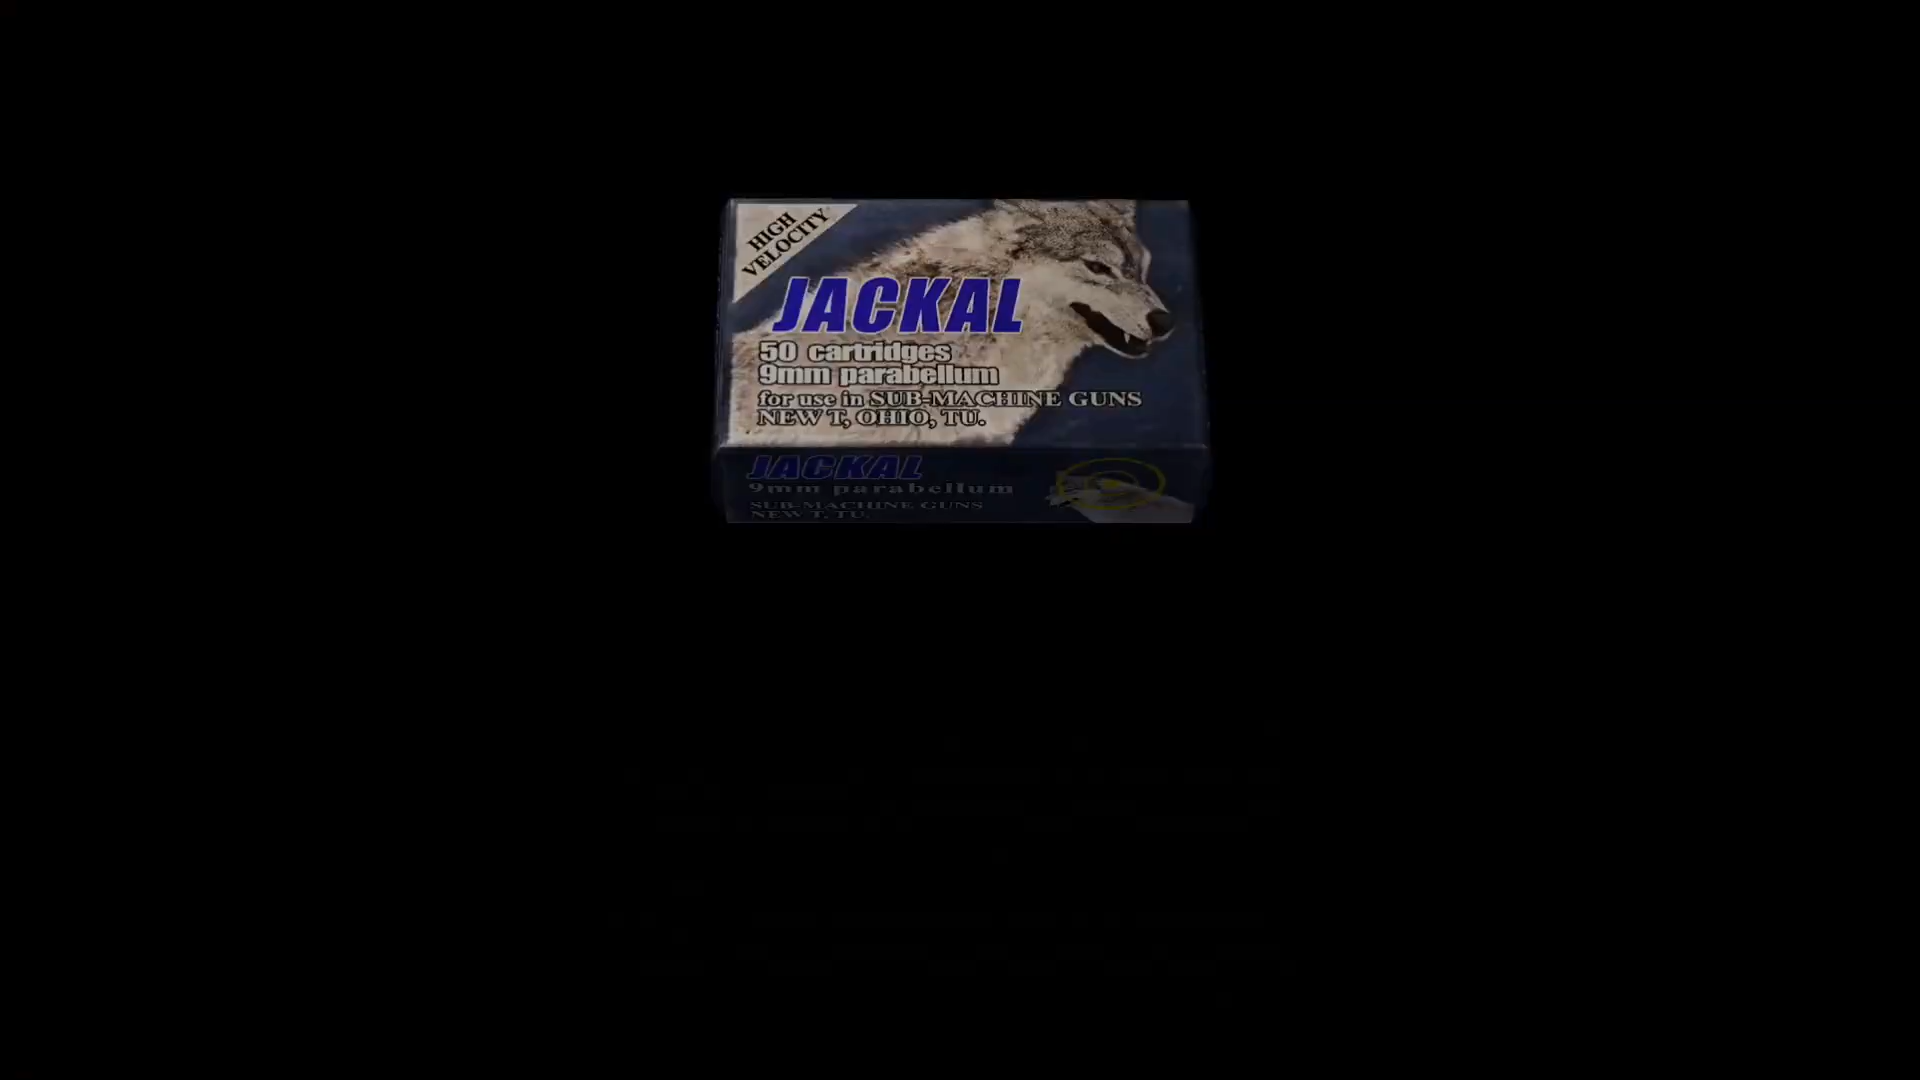 HIGH
VELOCITY
JACKAL
50 cartridges
9mm parabellum
for use in SUB-MACHINE GUNS
NEW T, OHIO, TU.
JACKAL
9mm parabellum
SUB-MACHINE GUNS
NEW T, TU.